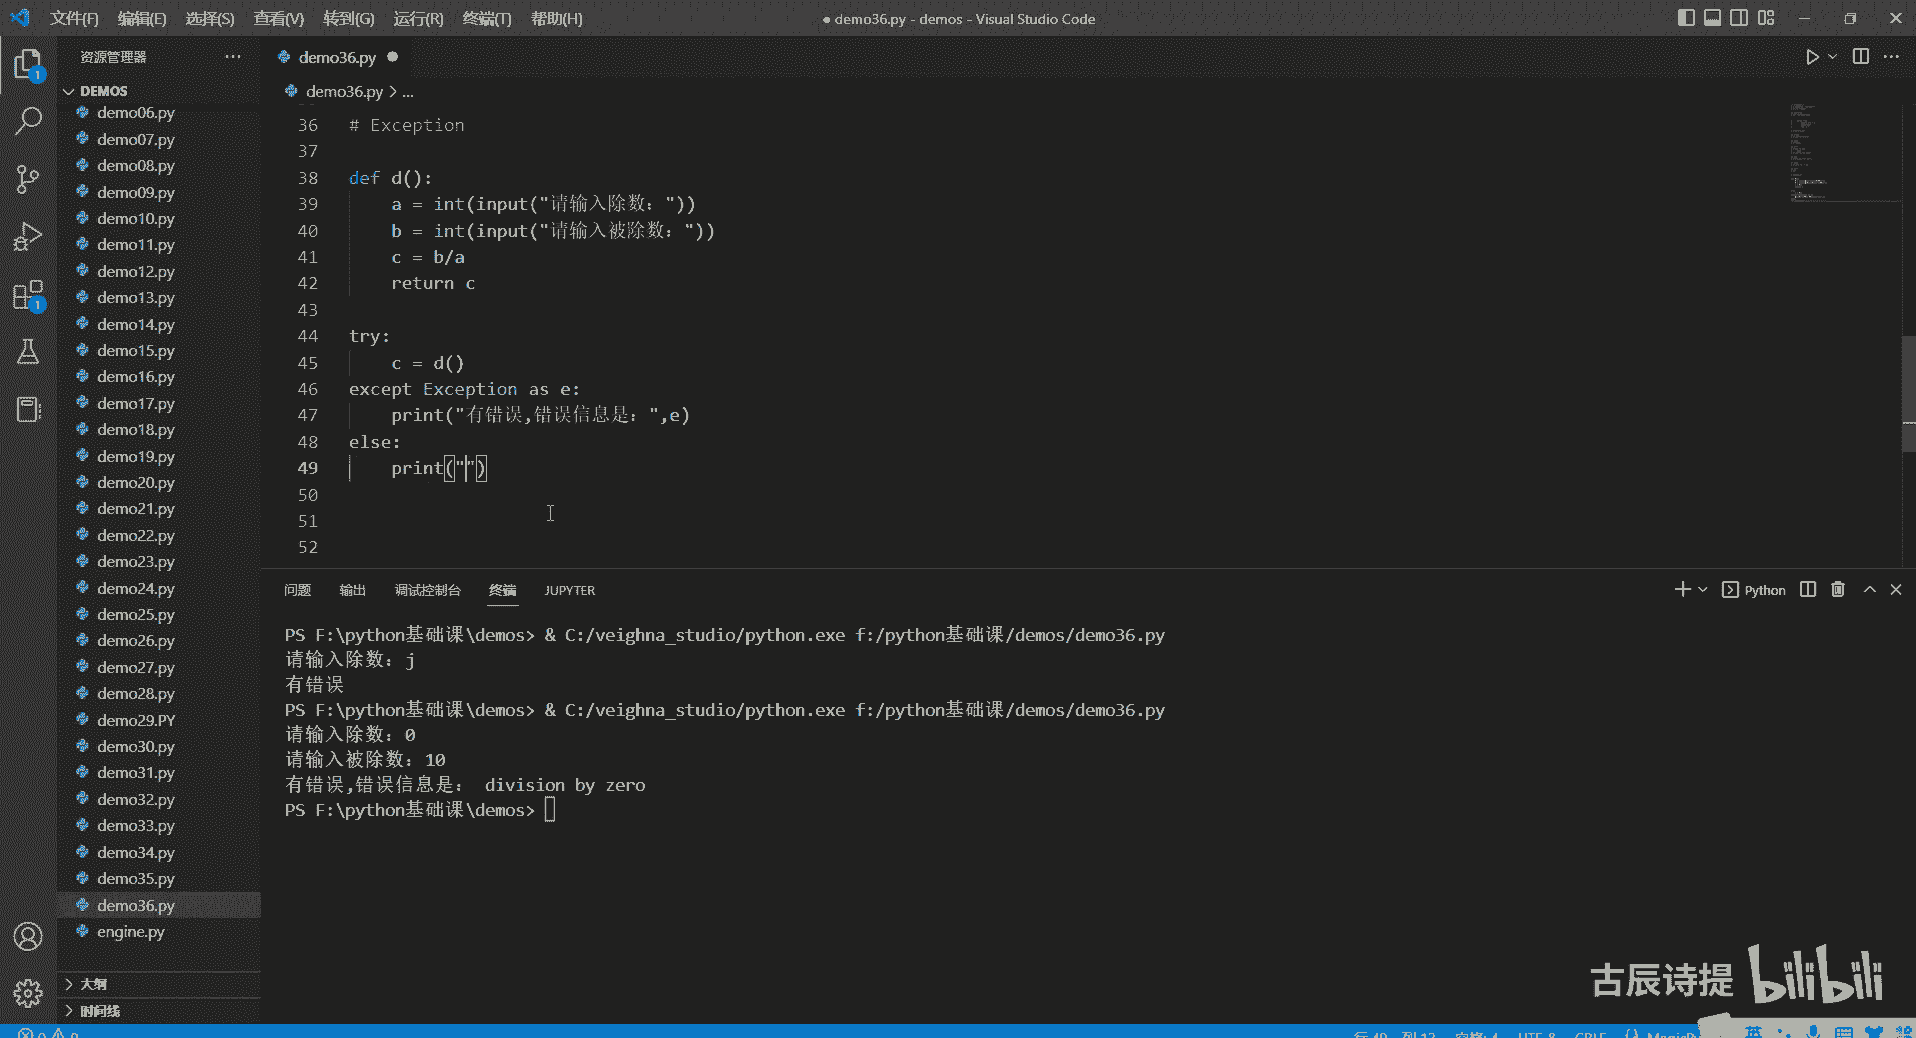 文件(F) 编辑(E) 选择(S) 查看(V) 转到(G) 运行(R) 终端(T) 帮助(H)
● demo36.py - demos - Visual Studio Code
资源管理器
DEMOS
demo06.py
demo07.py
demo08.py
demo09.py
demo10.py
demo11.py
demo12.py
demo13.py
demo14.py
demo15.py
demo16.py
demo17.py
demo18.py
demo19.py
demo20.py
demo21.py
demo22.py
demo23.py
demo24.py
demo25.py
demo26.py
demo27.py
demo28.py
demo29.PY
demo30.py
demo31.py
demo32.py
demo33.py
demo34.py
demo35.py
demo36.py
engine.py
大纲
时间线
1
1
demo36.py ●
demo36.py > ...
36 # Exception
37
38 def d():
39     a = int(input("请输入除数："))
40     b = int(input("请输入被除数："))
41     c = b/a
42     return c
43
44 try:
45     c = d()
46 except Exception as e:
47     print("有错误,错误信息是：",e)
48 else:
49     print("")
50
51
52
问题 输出 调试控制台 终端 JUPYTER
Python
PS F:\python基础课\demos> & C:/veighna_studio/python.exe f:/python基础课/demos/demo36.py
请输入除数：j
有错误
PS F:\python基础课\demos> & C:/veighna_studio/python.exe f:/python基础课/demos/demo36.py
请输入除数：0
请输入被除数：10
有错误,错误信息是： division by zero
PS F:\python基础课\demos>
古辰诗提 bilibili
英